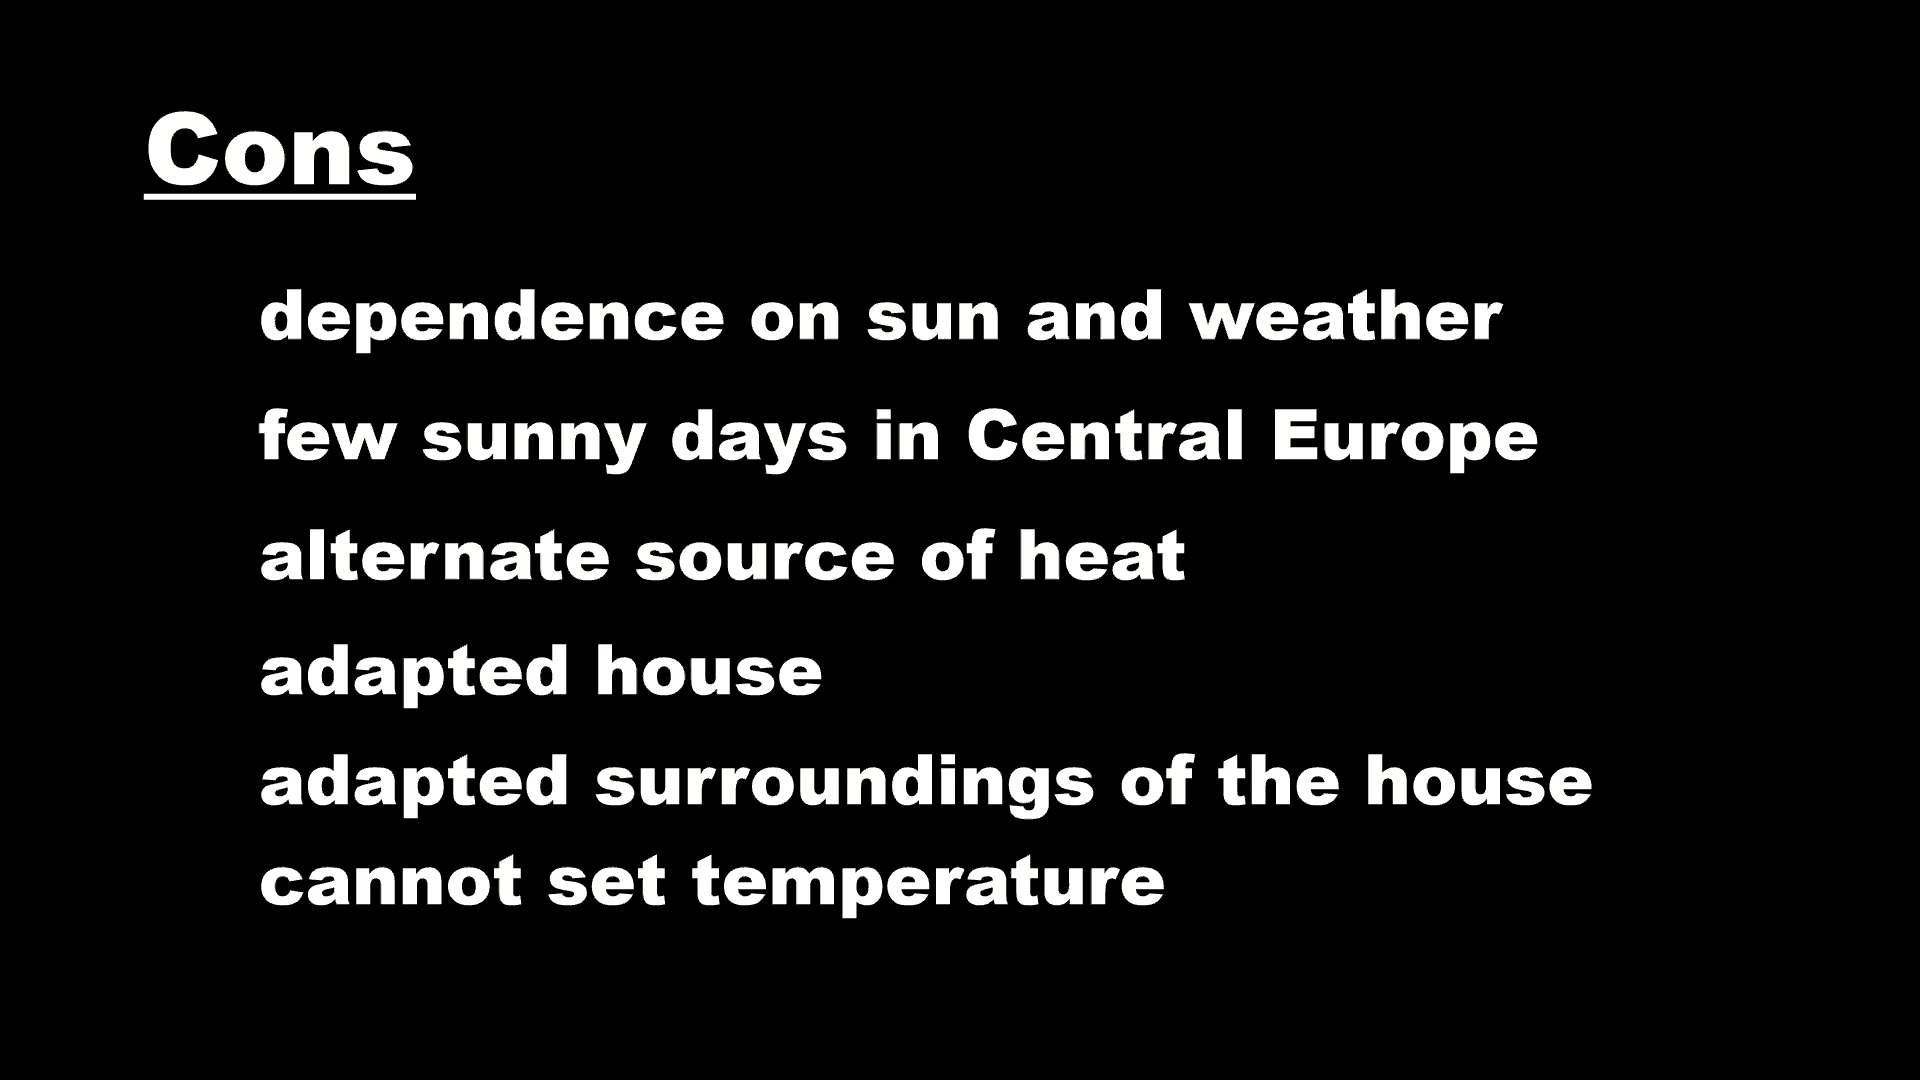 Cons
dependence on sun and weather
few sunny days in Central Europe
alternate source of heat
adapted house
adapted surroundings of the house
cannot set temperature